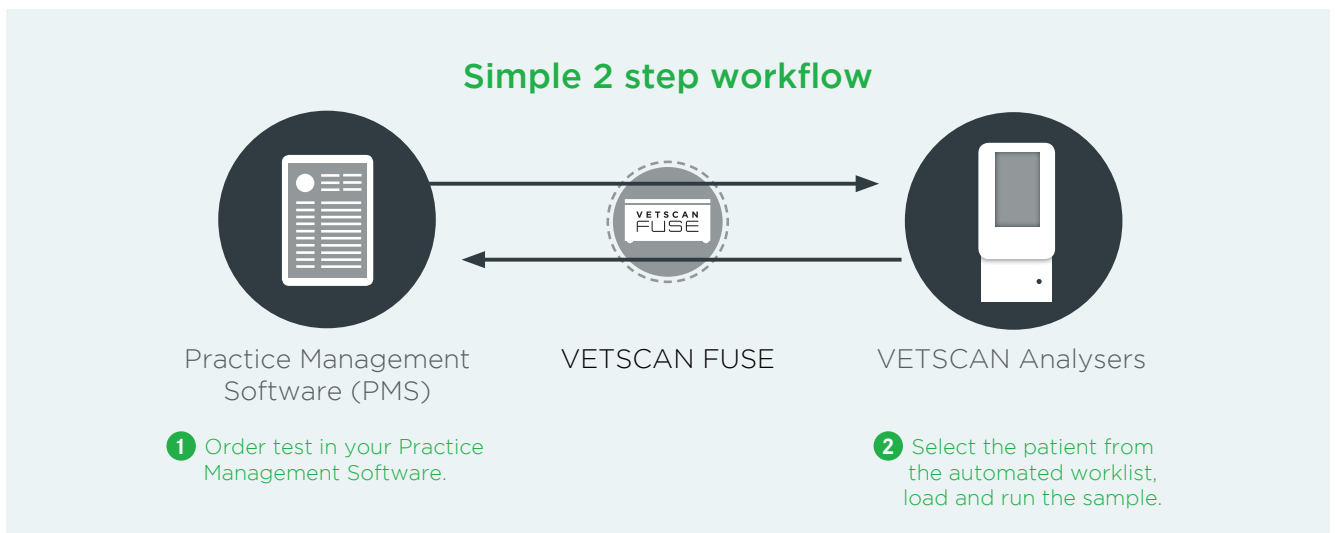 Simple 2 step workflow
VETSCAN
FUSE
Practice Management
Software (PMS)
VETSCAN FUSE
VETSCAN Analysers
1 Order test in your Practice
Management Software.
2 Select the patient from
the automated worklist,
load and run the sample.